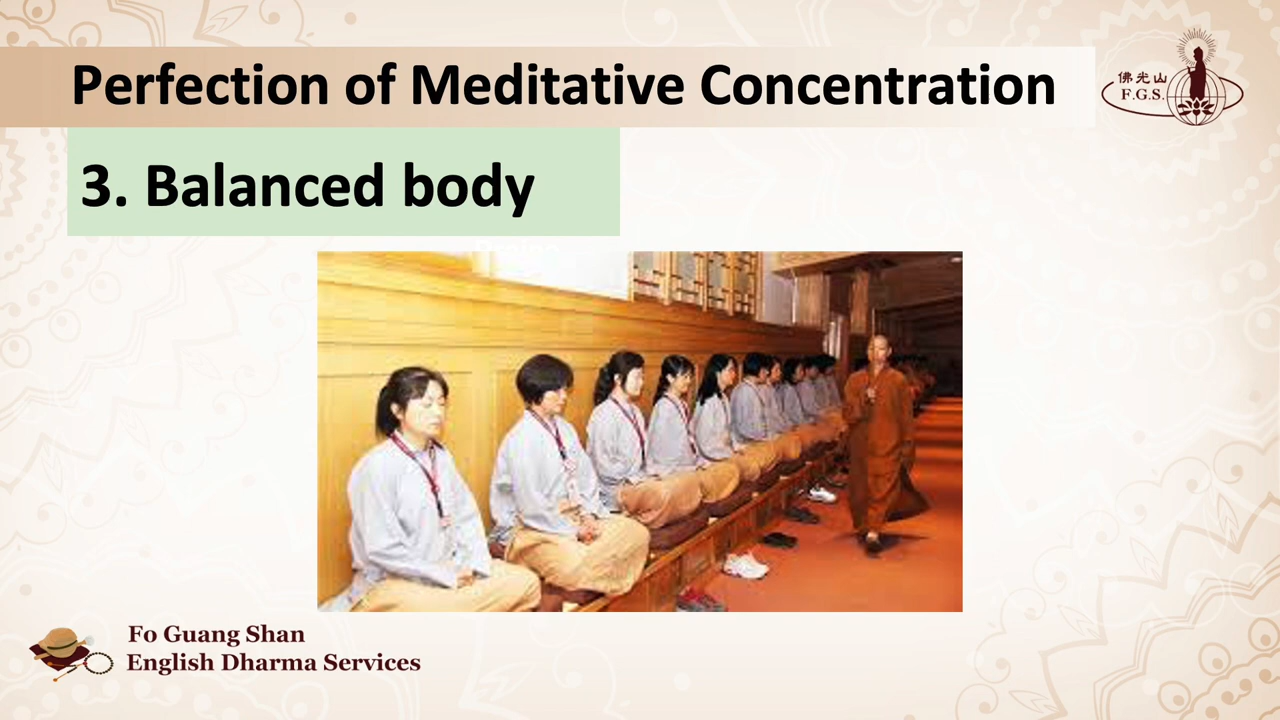 Perfection of Meditative Concentration
佛光山
F.G.S.
3. Balanced body
Fo Guang Shan
English Dharma Services